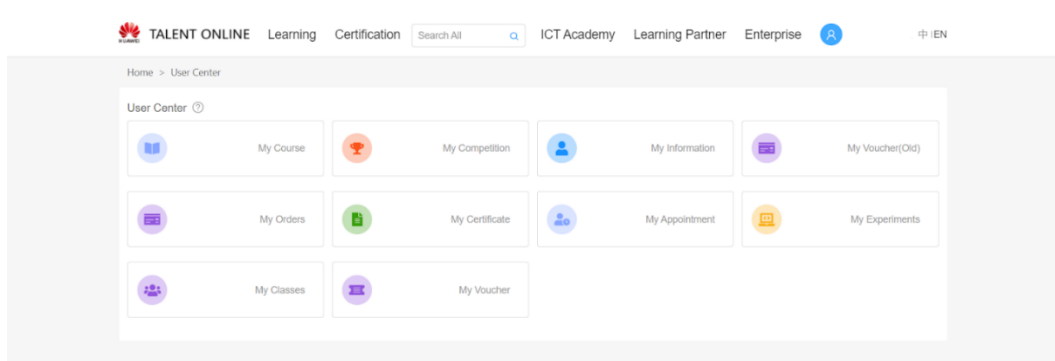 HUAWEI TALENT ONLINE Learning Certification Search All ICT Academy Learning Partner Enterprise 中 | EN
Home > User Center
User Center ?
My Course My Competition My Information My Voucher(Old)
My Orders My Certificate My Appointment My Experiments
My Classes My Voucher